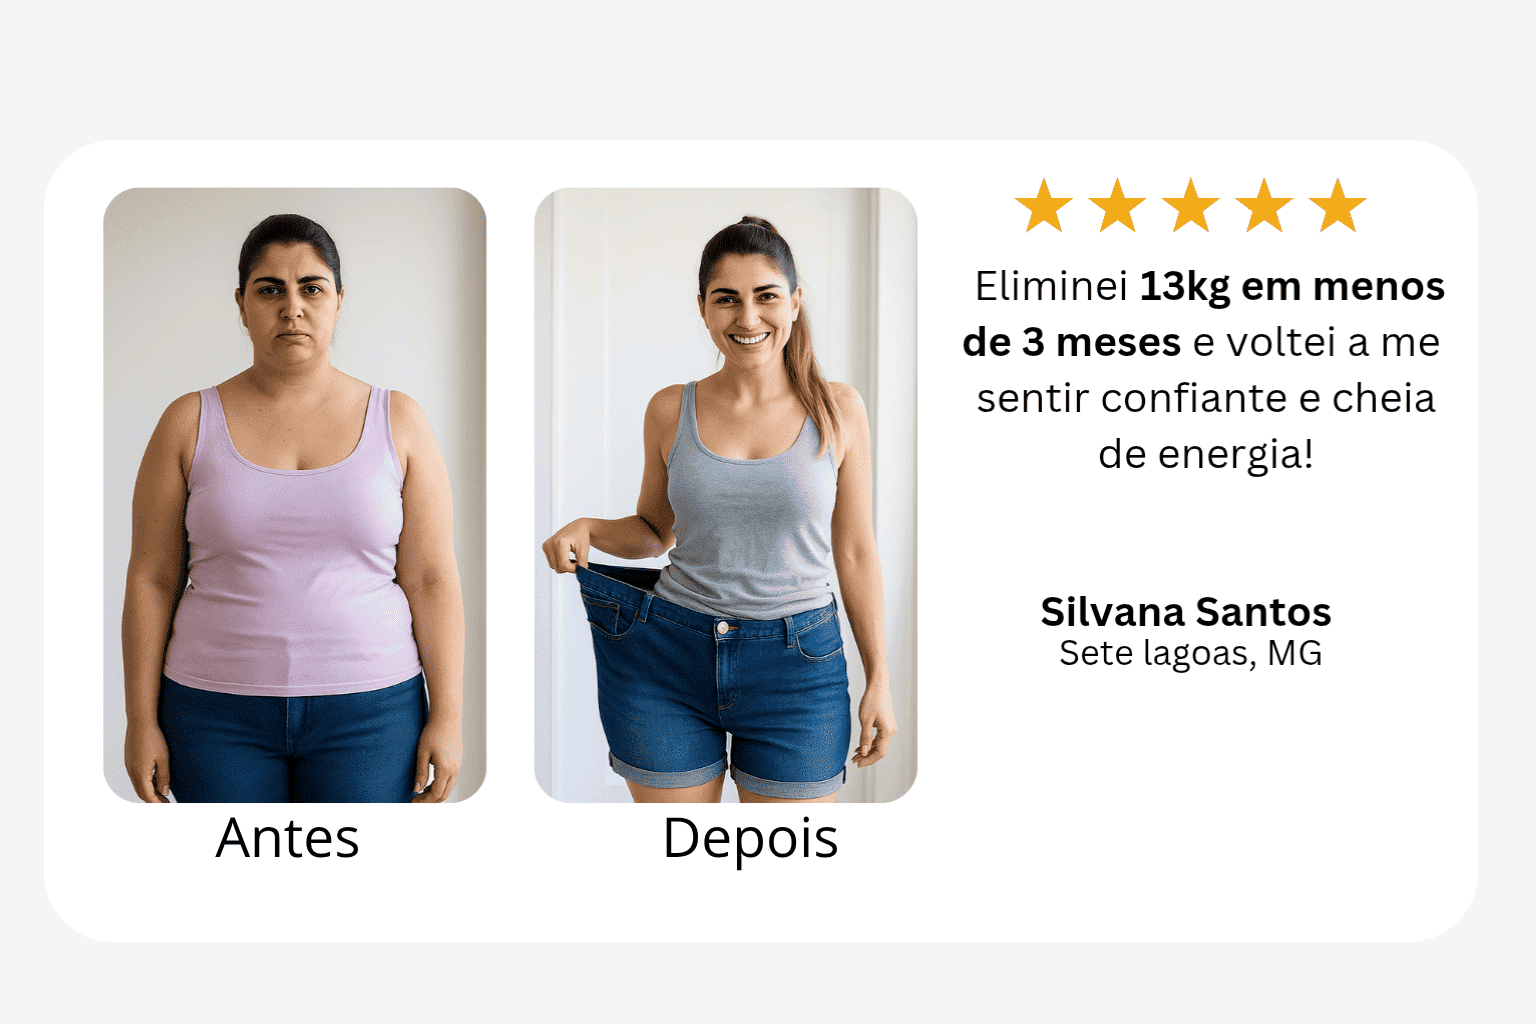 Eliminei 13kg em menos
de 3 meses e voltei a me
sentir confiante e cheia
de energia!
Silvana Santos
Sete lagoas, MG
Antes
Depois